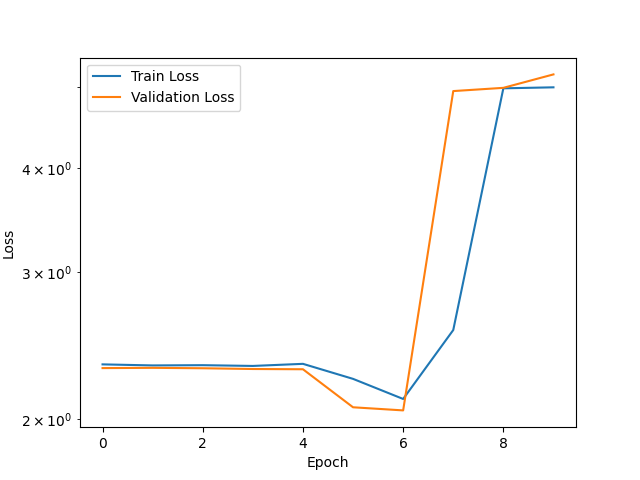 Train Loss
Validation Loss
4 × 10⁰
3 × 10⁰
2 × 10⁰
Loss
0 2 4 6 8
Epoch